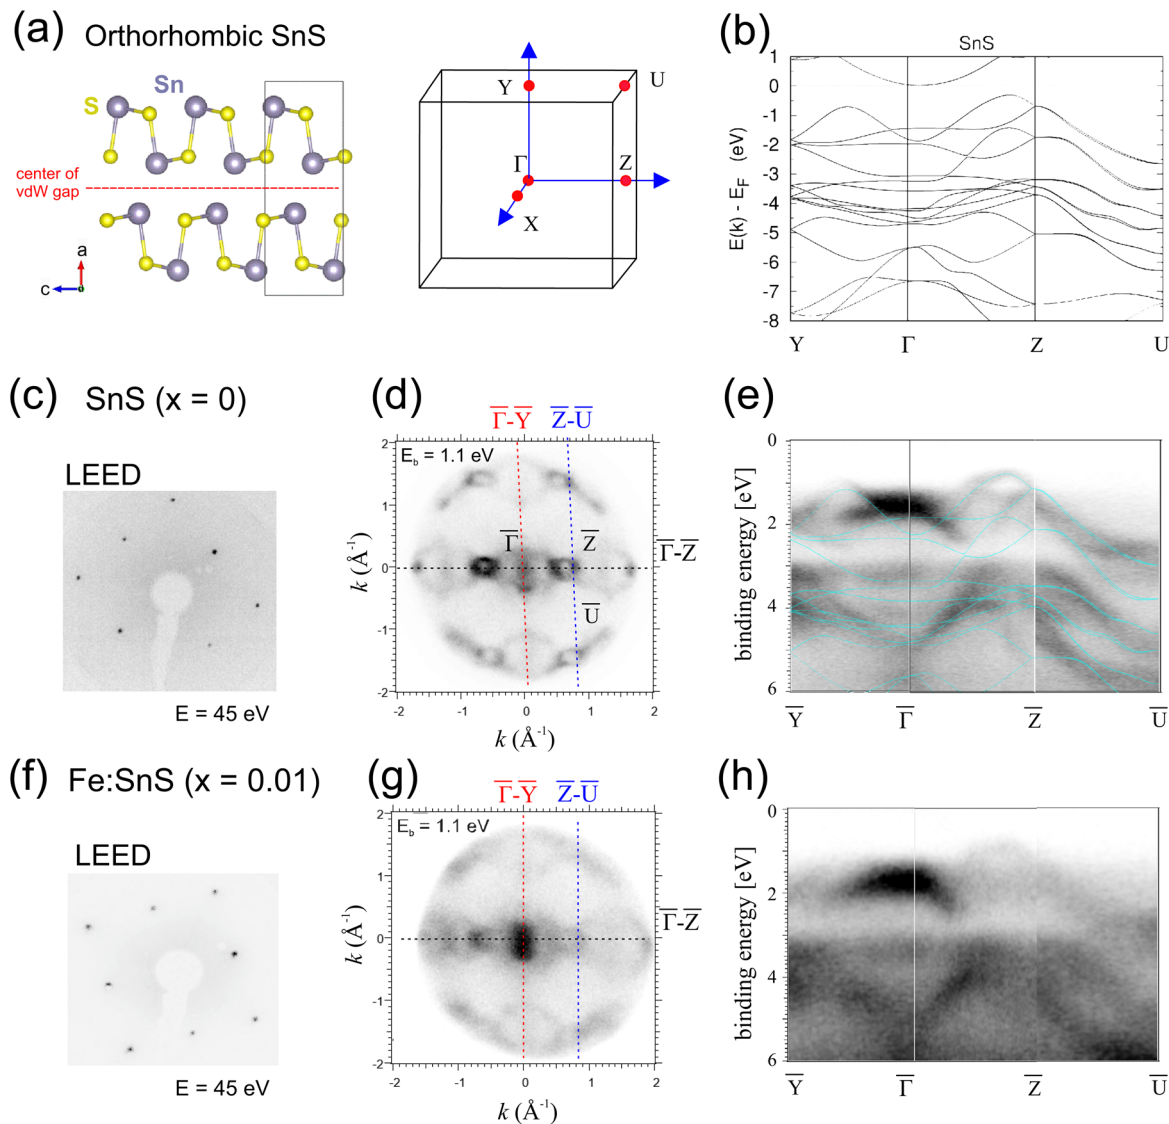 (a) Orthorhombic SnS
Sn
S
center of
vdW gap
a
c
Y
U
Γ
Z
X
(b)
SnS
E(k) - E_F (eV)
1
0
-1
-2
-3
-4
-5
-6
-7
-8
Y Γ Z U
(c) SnS (x = 0)
LEED
E = 45 eV
(d)
Γ̅-Y̅ Z̅-U̅
E_b = 1.1 eV
Γ̅
Z̅
U̅
Γ̅-Z̅
k (Å⁻¹)
2
1
0
-1
-2
-2 -1 0 1 2
k (Å⁻¹)
(e)
binding energy [eV]
0
2
4
6
Y̅ Γ̅ Z̅ U̅
(f) Fe:SnS (x = 0.01)
LEED
E = 45 eV
(g)
Γ̅-Y̅ Z̅-U̅
E_b = 1.1 eV
Γ̅-Z̅
k (Å⁻¹)
2
1
0
-1
-2
-2 -1 0 1 2
k (Å⁻¹)
(h)
binding energy [eV]
0
2
4
6
Y̅ Γ̅ Z̅ U̅